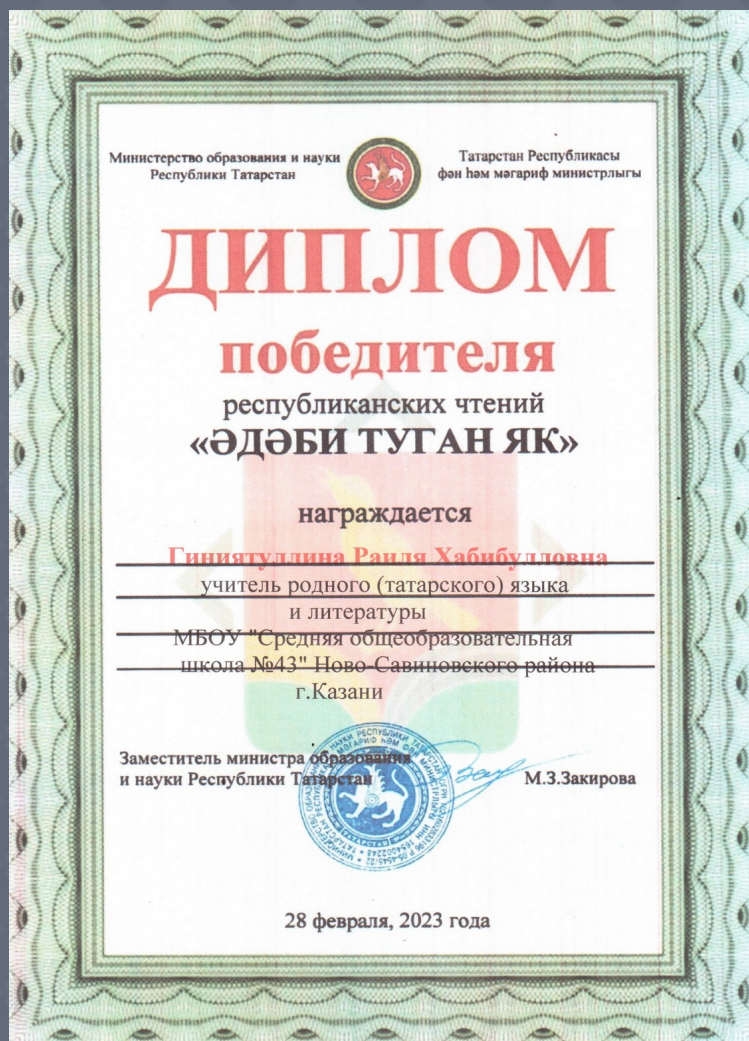 Министерство образования и науки
Республики Татарстан
Татарстан Республикасы
фән һәм мәгариф министрлыгы
ДИПЛОМ
победителя
республиканских чтений
«ӘДӘБИ ТУГАН ЯК»
награждается
Гиниятуллина Раиля Хабибулловна
учитель родного (татарского) языка
и литературы
МБОУ "Средняя общеобразовательная
школа №43" Ново-Савиновского района
г.Казани
Заместитель министра образования
и науки Республики Татарстан
М.З.Закирова
ТАТАРСТАН
28 февраля, 2023 года